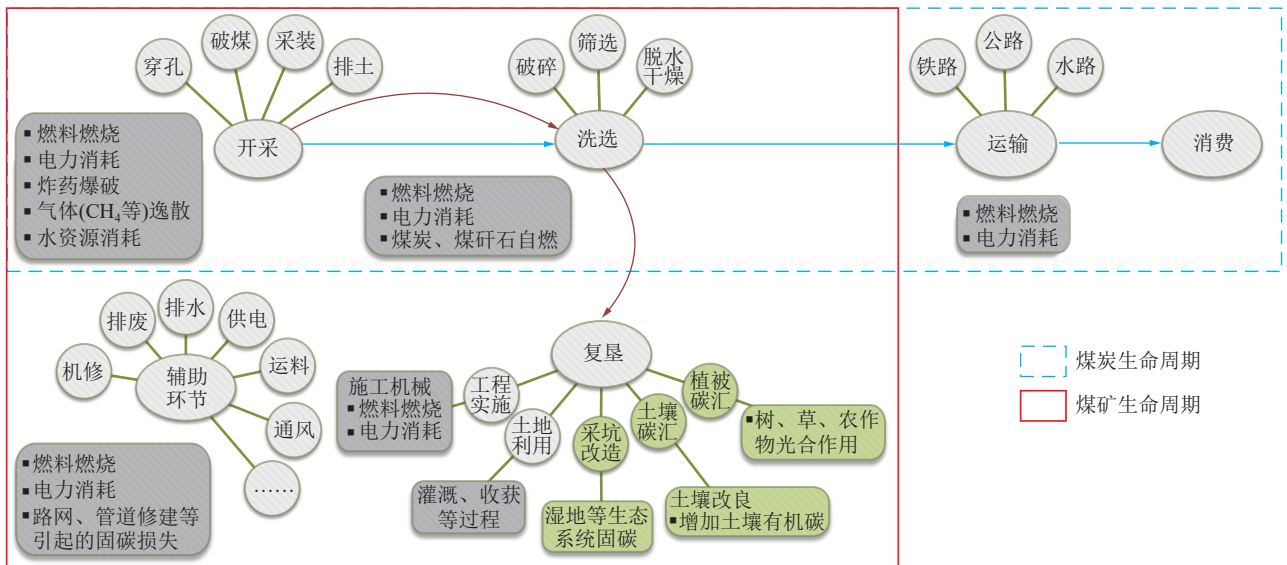 穿孔
破煤
采装
排土
开采
■ 燃料燃烧
■ 电力消耗
■ 炸药爆破
■ 气体(CH₄等)逸散
■ 水资源消耗
破碎
筛选
脱水
干燥
洗选
■ 燃料燃烧
■ 电力消耗
■ 煤炭、煤矸石自燃
铁路
公路
水路
运输
消费
■ 燃料燃烧
■ 电力消耗
机修
排废
排水
供电
运料
通风
……
辅助
环节
■ 燃料燃烧
■ 电力消耗
■ 路网、管道修建等
引起的固碳损失
复垦
工程
实施
土地
利用
采坑
改造
土壤
碳汇
植被
碳汇
施工机械
■ 燃料燃烧
■ 电力消耗
灌溉、收获
等过程
湿地等生态
系统固碳
土壤改良
■ 增加土壤有机碳
■ 树、草、农作
物光合作用
煤炭生命周期
煤矿生命周期